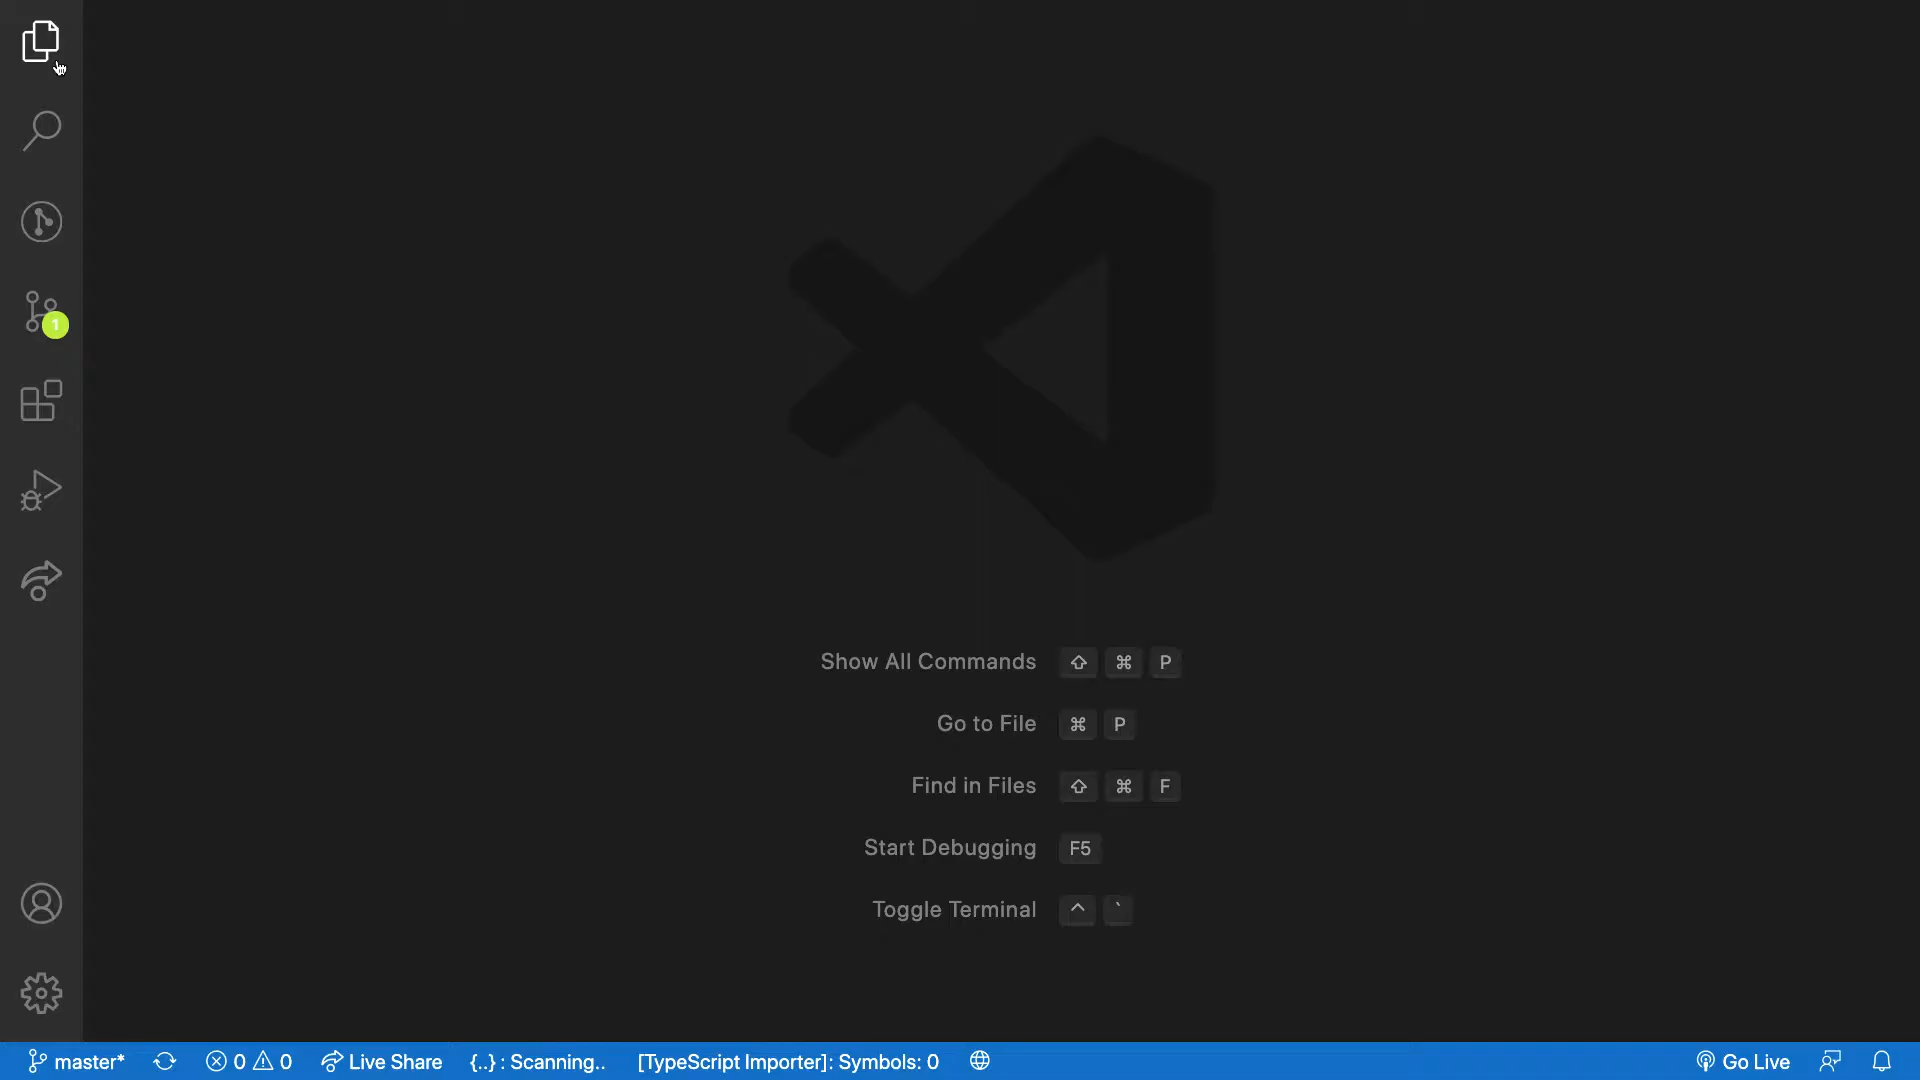 1
Show All Commands ⇧ ⌘ P
Go to File ⌘ P
Find in Files ⇧ ⌘ F
Start Debugging F5
Toggle Terminal ^ `
master* 0 0 Live Share {..} : Scanning.. [TypeScript Importer]: Symbols: 0 Go Live